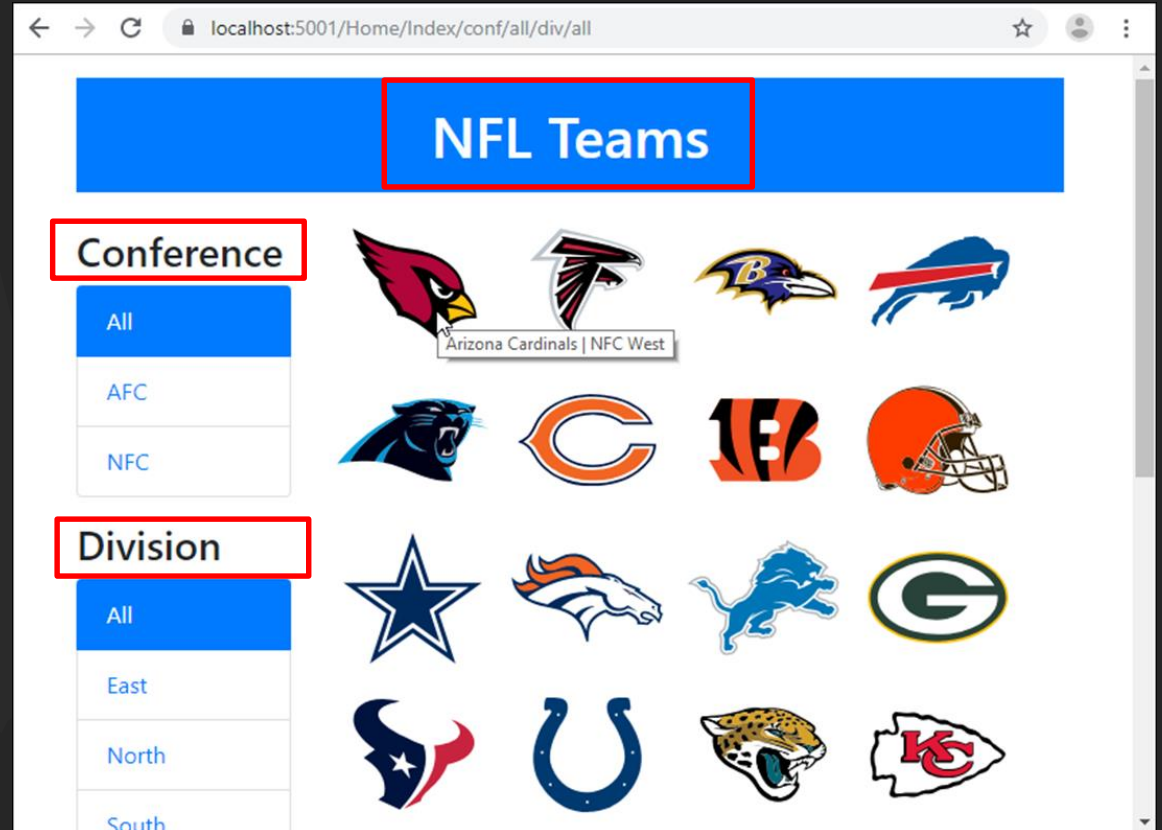 localhost:5001/Home/Index/conf/all/div/all
NFL Teams
Conference
All
AFC
NFC
Arizona Cardinals | NFC West
Division
All
East
North
South
B
B
G
KC